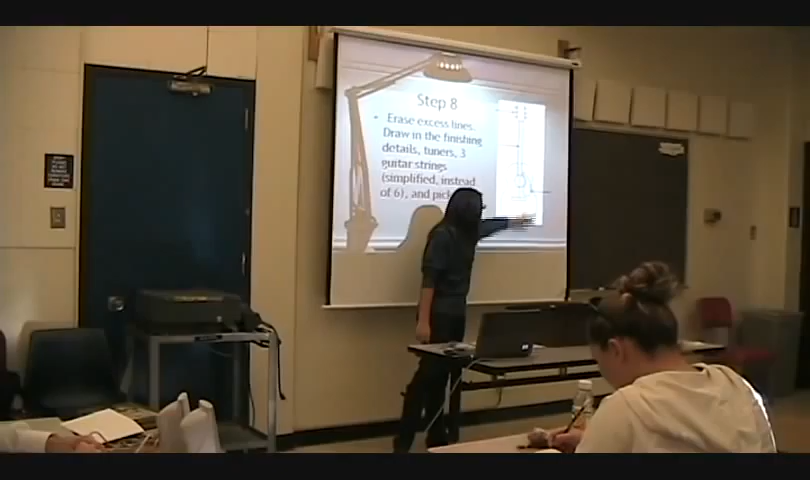 Step 8
• Erase excess lines.
Draw in the finishing
details, tuners, 3
guitar strings
(simplified, instead
of 6), and